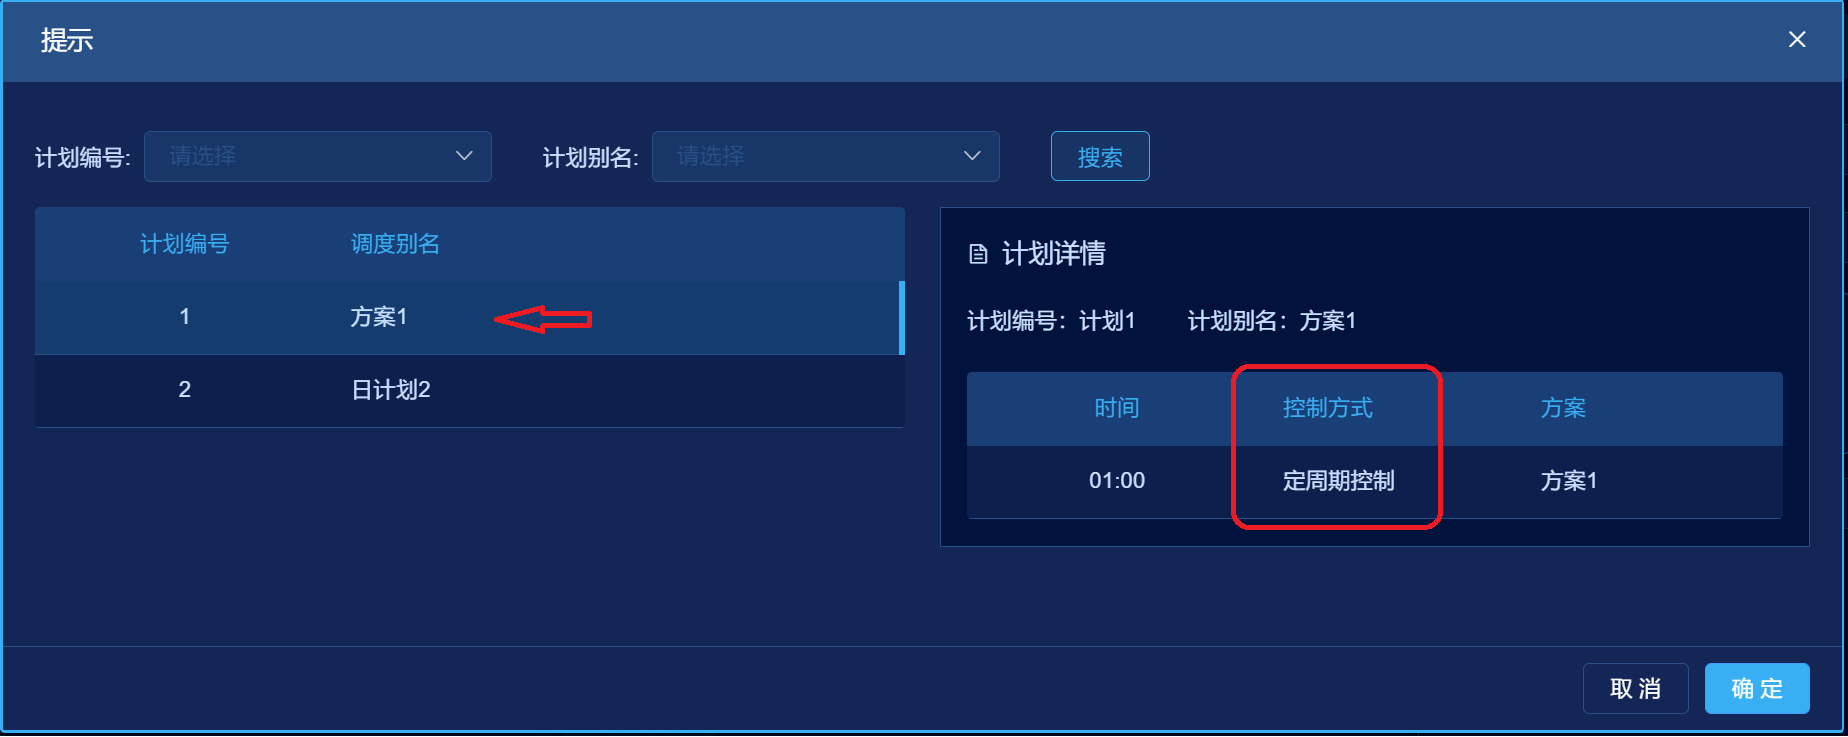 提示
计划编号: 请选择 计划别名: 请选择 搜索
计划编号 调度别名
1 方案1
2 日计划2
计划详情
计划编号：计划1 计划别名：方案1
时间 控制方式 方案
01:00 定周期控制 方案1
取消 确定